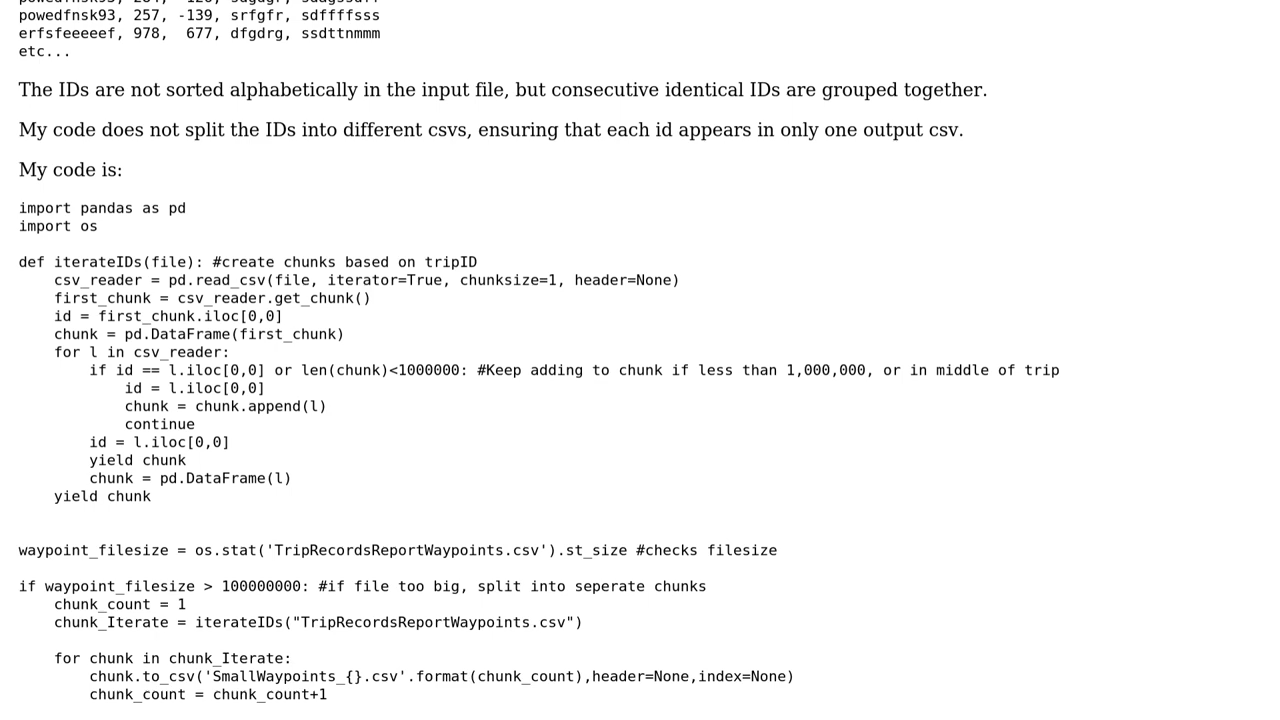 powedfnsk93, 257, -139, srfgfr, sdffffsss
erfsfeeeeef, 978,  677, dfgdrg, ssdttnmmm
etc...
The IDs are not sorted alphabetically in the input file, but consecutive identical IDs are grouped together.
My code does not split the IDs into different csvs, ensuring that each id appears in only one output csv.
My code is:
import pandas as pd
import os
def iterateIDs(file): #create chunks based on tripID
    csv_reader = pd.read_csv(file, iterator=True, chunksize=1, header=None)
    first_chunk = csv_reader.get_chunk()
    id = first_chunk.iloc[0,0]
    chunk = pd.DataFrame(first_chunk)
    for l in csv_reader:
        if id == l.iloc[0,0] or len(chunk)<1000000: #Keep adding to chunk if less than 1,000,000, or in middle of trip
            id = l.iloc[0,0]
            chunk = chunk.append(l)
            continue
        id = l.iloc[0,0]
        yield chunk
        chunk = pd.DataFrame(l)
    yield chunk
waypoint_filesize = os.stat('TripRecordsReportWaypoints.csv').st_size #checks filesize
if waypoint_filesize > 100000000: #if file too big, split into seperate chunks
    chunk_count = 1
    chunk_Iterate = iterateIDs("TripRecordsReportWaypoints.csv")
    for chunk in chunk_Iterate:
        chunk.to_csv('SmallWaypoints_{}.csv'.format(chunk_count),header=None,index=None)
        chunk_count = chunk_count+1